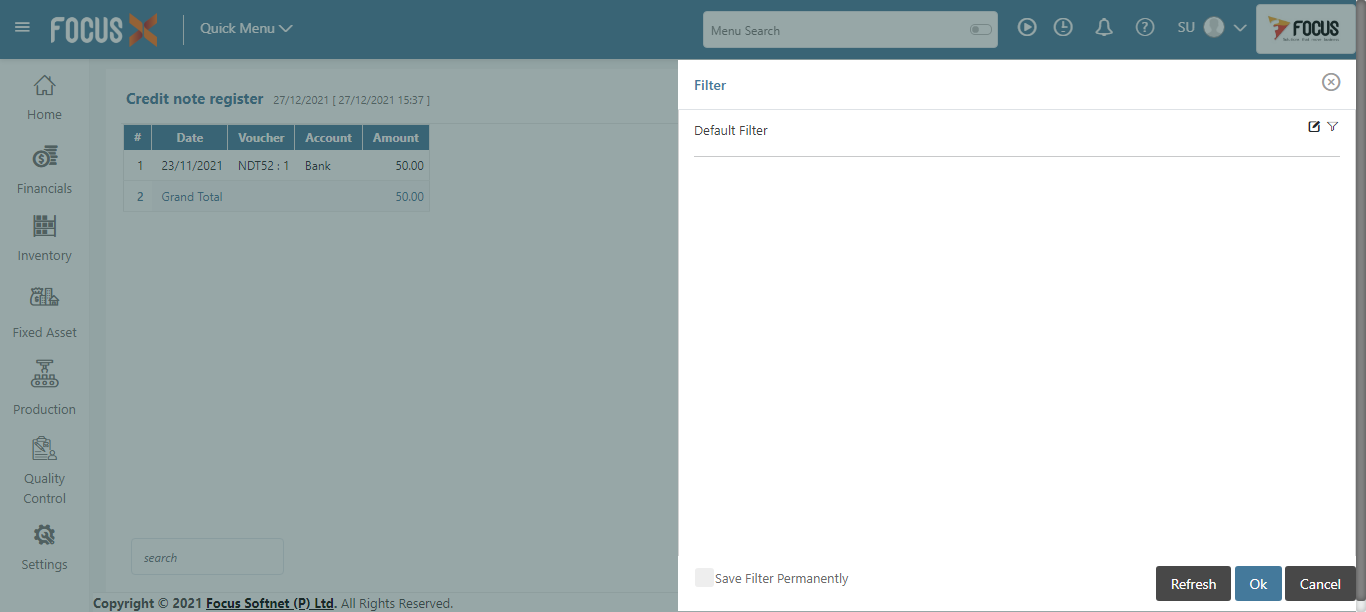 FOCUS X Quick Menu Menu Search SU FOCUS
Home
Financials
Inventory
Fixed Asset
Production
Quality
Control
Settings
Credit note register 27/12/2021 [ 27/12/2021 15:37 ]
# Date Voucher Account Amount
1 23/11/2021 NDT52 : 1 Bank 50.00
2 Grand Total 50.00
search
Copyright © 2021 Focus Softnet (P) Ltd. All Rights Reserved.
Filter
Default Filter
Save Filter Permanently
Refresh Ok Cancel